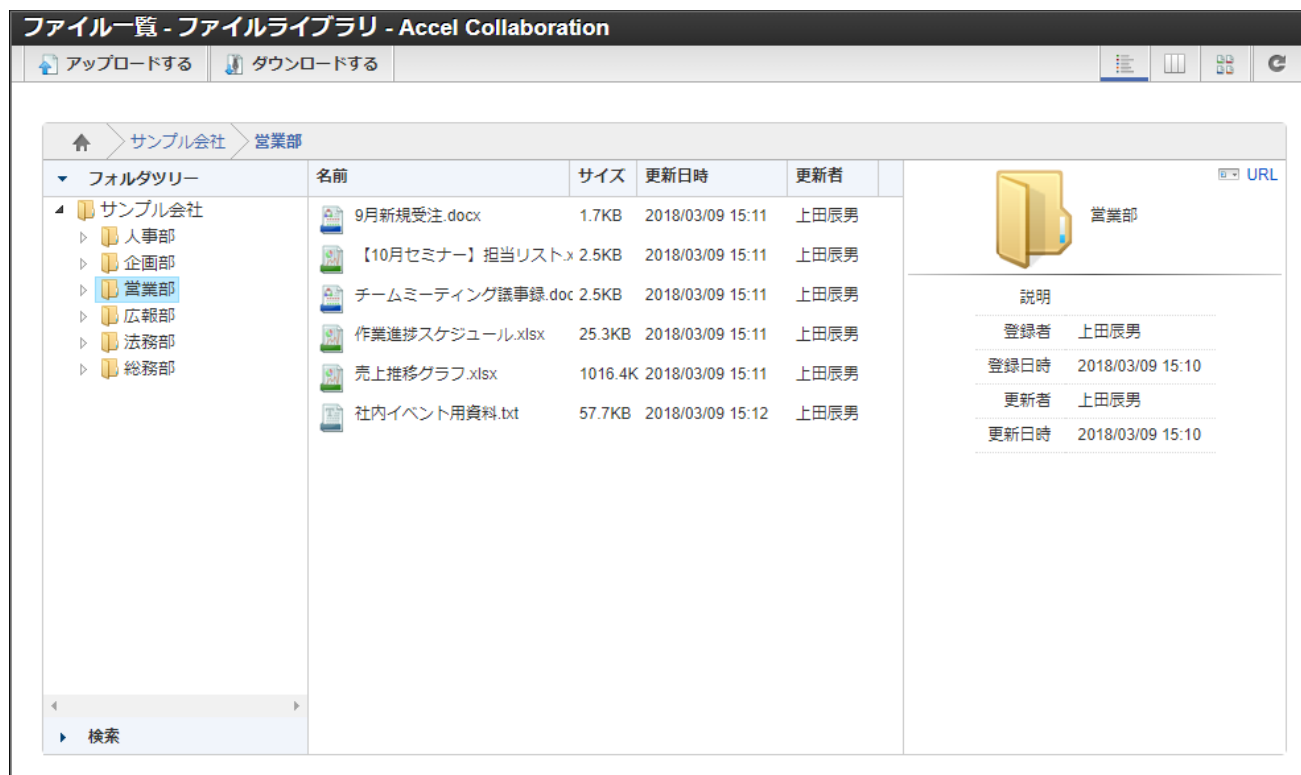 ファイル一覧 - ファイルライブラリ - Accel Collaboration
アップロードする ダウンロードする
サンプル会社 営業部
フォルダツリー
サンプル会社
人事部
企画部
営業部
広報部
法務部
総務部
検索
名前 サイズ 更新日時 更新者
9月新規受注.docx 1.7KB 2018/03/09 15:11 上田辰男
【10月セミナー】担当リスト.x 2.5KB 2018/03/09 15:11 上田辰男
チームミーティング議事録.doc 2.5KB 2018/03/09 15:11 上田辰男
作業進捗スケジュール.xlsx 25.3KB 2018/03/09 15:11 上田辰男
売上推移グラフ.xlsx 1016.4K 2018/03/09 15:11 上田辰男
社内イベント用資料.txt 57.7KB 2018/03/09 15:12 上田辰男
URL
営業部
説明
登録者 上田辰男
登録日時 2018/03/09 15:10
更新者 上田辰男
更新日時 2018/03/09 15:10